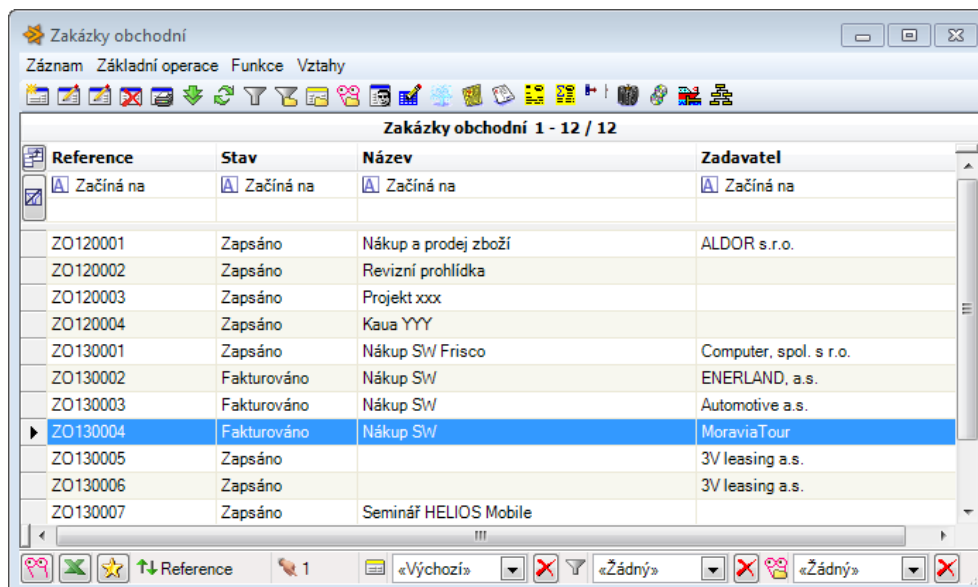 Zakázky obchodní
Záznam Základní operace Funkce Vztahy
Zakázky obchodní 1 - 12 / 12
Reference Stav Název Zadavatel
A Začíná na A Začíná na A Začíná na A Začíná na
ZO120001 Zapsáno Nákup a prodej zboží ALDOR s.r.o.
ZO120002 Zapsáno Revizní prohlídka
ZO120003 Zapsáno Projekt xxx
ZO120004 Zapsáno Kaua YYY
ZO130001 Zapsáno Nákup SW Frisco Computer, spol. s r.o.
ZO130002 Fakturováno Nákup SW ENERLAND, a.s.
ZO130003 Fakturováno Nákup SW Automotive a.s.
ZO130004 Fakturováno Nákup SW MoraviaTour
ZO130005 Zapsáno 3V leasing a.s.
ZO130006 Zapsáno 3V leasing a.s.
ZO130007 Zapsáno Seminář HELIOS Mobile
Reference 1 «Výchozí» «Žádný» «Žádný»